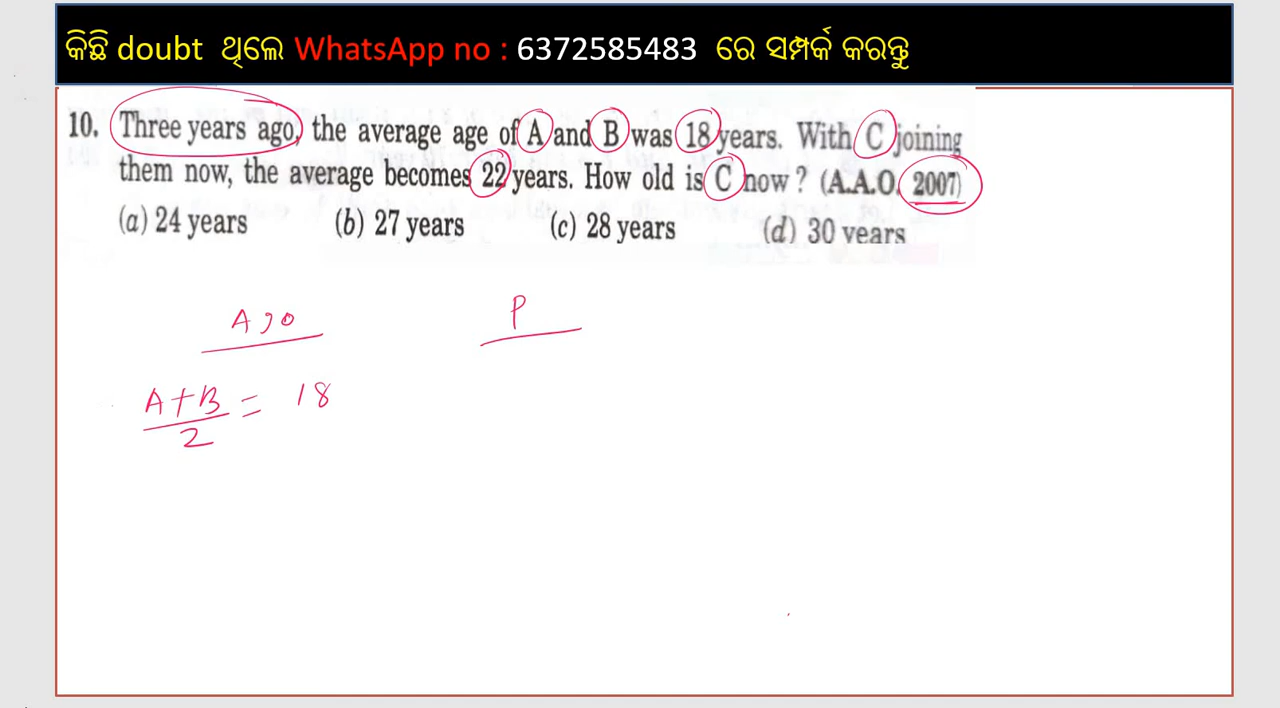 କିଛି doubt ଥିଲେ WhatsApp no : 6372585483 ରେ ସମ୍ପର୍କ କରନ୍ତୁ
10. Three years ago, the average age of A and B was 18 years. With C joining
them now, the average becomes 22 years. How old is C now ? (A.A.O. 2007)
(a) 24 years (b) 27 years (c) 28 years (d) 30 years
Ago P
A+B/2 = 18